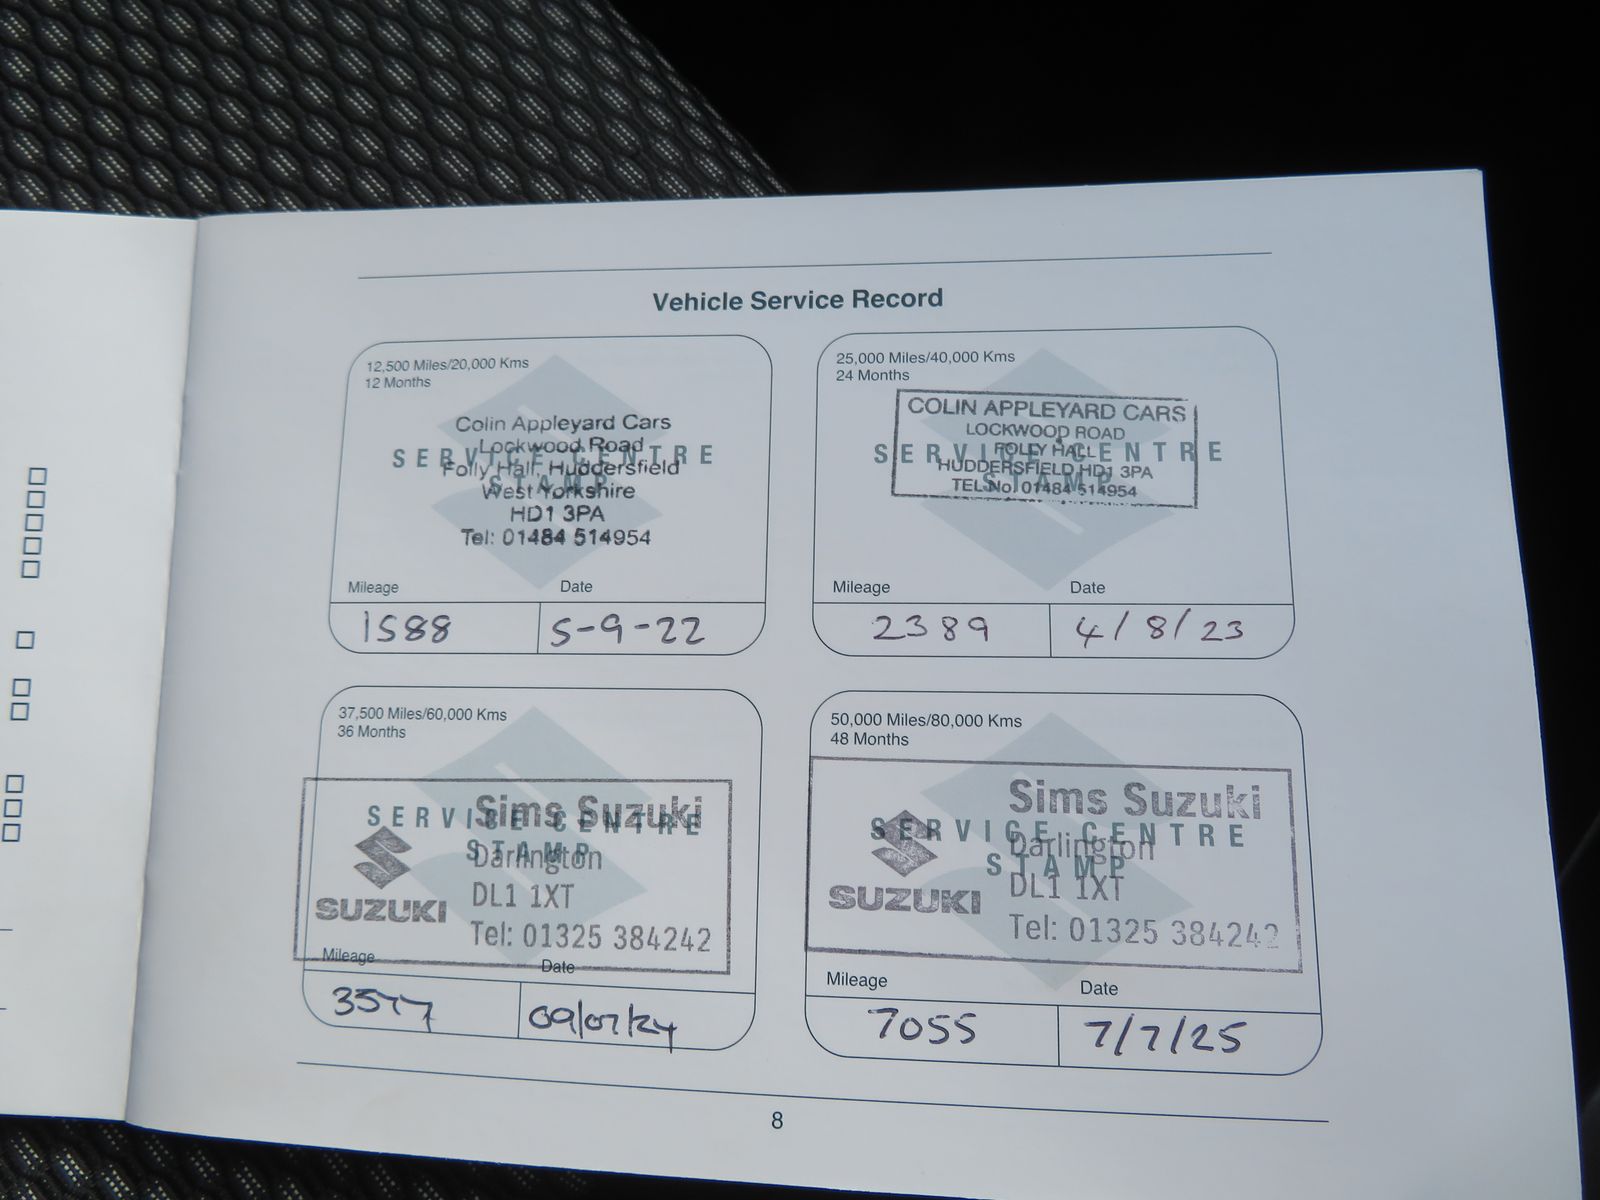 Vehicle Service Record
12,500 Miles/20,000 Kms
12 Months
SERVICE CENTRE
STAMP
Colin Appleyard Cars
Lockwood Road
Folly Hall, Huddersfield
West Yorkshire
HD1 3PA
Tel: 01484 514954
Mileage Date
1588 5-9-22
25,000 Miles/40,000 Kms
24 Months
SERVICE CENTRE
STAMP
COLIN APPLEYARD CARS
LOCKWOOD ROAD
FOLLY HALL
HUDDERSFIELD HD1 3PA
TEL No. 01484 514954
Mileage Date
2389 4/8/23
37,500 Miles/60,000 Kms
36 Months
SERVICE CENTRE
STAMP
Sims Suzuki
Darlington
DL1 1XT
SUZUKI
Tel: 01325 384242
Mileage Date
3577 09/07/24
50,000 Miles/80,000 Kms
48 Months
SERVICE CENTRE
STAMP
Sims Suzuki
Darlington
DL1 1XT
SUZUKI
Tel: 01325 384242
Mileage Date
7055 7/7/25
8